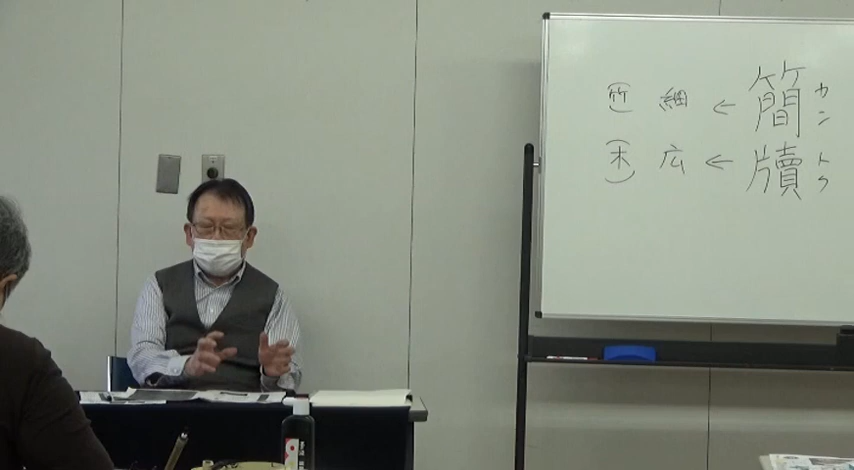 簡 カン ← 細 (竹)
牘 トク ← 広 (木)